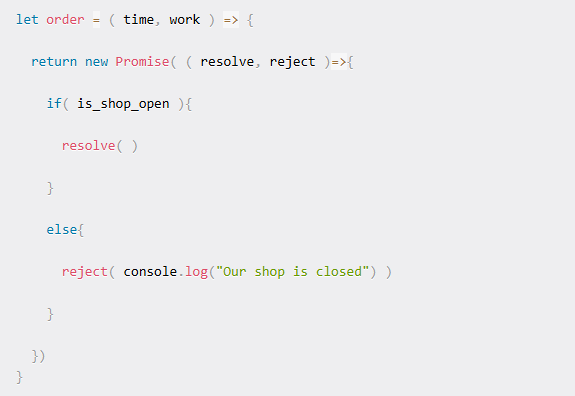 let order = ( time, work ) => {
return new Promise( ( resolve, reject )=>{
if( is_shop_open ){
resolve( )
}
else{
reject( console.log("Our shop is closed") )
}
})
}